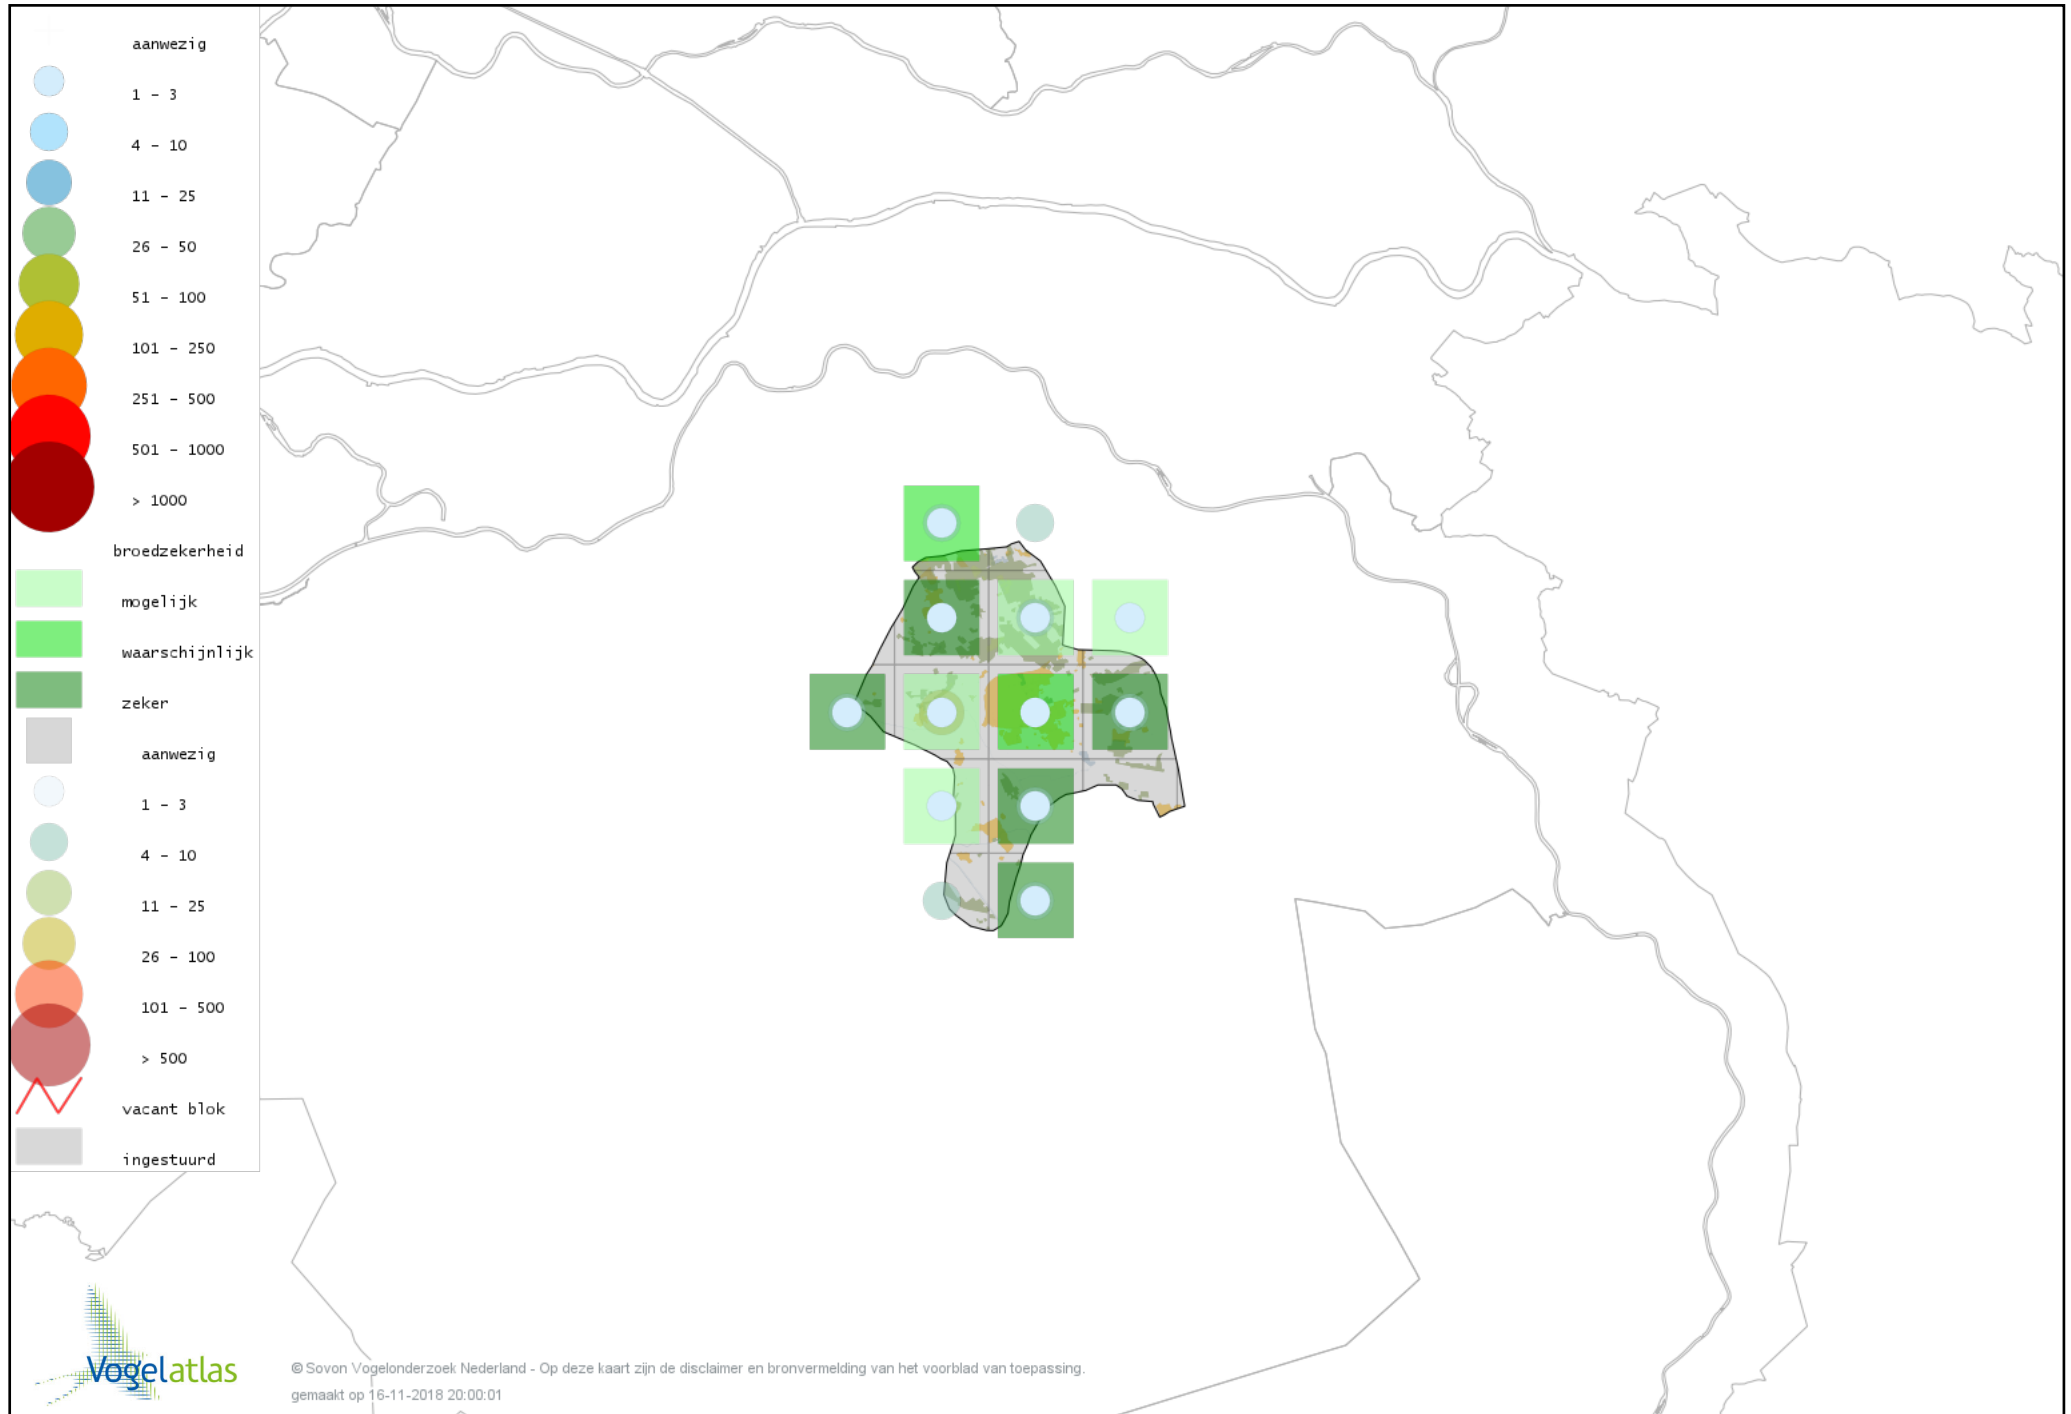 aanwezig
1 - 3
4 - 10
11 - 25
26 - 50
51 - 100
101 - 250
251 - 500
501 - 1000
> 1000
broedzekerheid
mogelijk
waarschijnlijk
zeker
aanwezig
1 - 3
4 - 10
11 - 25
26 - 100
101 - 500
> 500
vacant blok
ingestuurd
Vogelatlas
© Sovon Vogelonderzoek Nederland - Op deze kaart zijn de disclaimer en bronvermelding van het voorblad van toepassing.
gemaakt op 16-11-2018 20:00:01